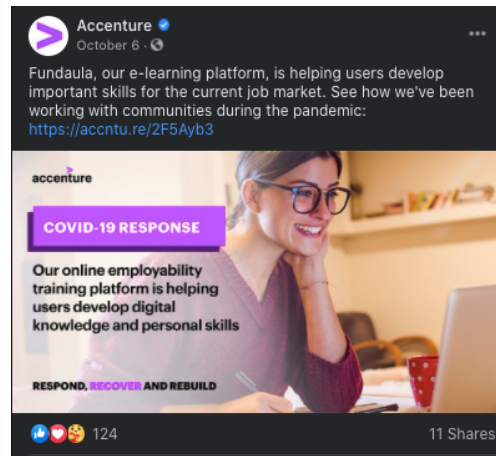 Accenture
October 6 ·
Fundaula, our e-learning platform, is helping users develop
important skills for the current job market. See how we've been
working with communities during the pandemic:
https://accntu.re/2F5Ayb3
accenture
COVID-19 RESPONSE
Our online employability
training platform is helping
users develop digital
knowledge and personal skills
RESPOND, RECOVER AND REBUILD
124
11 Shares